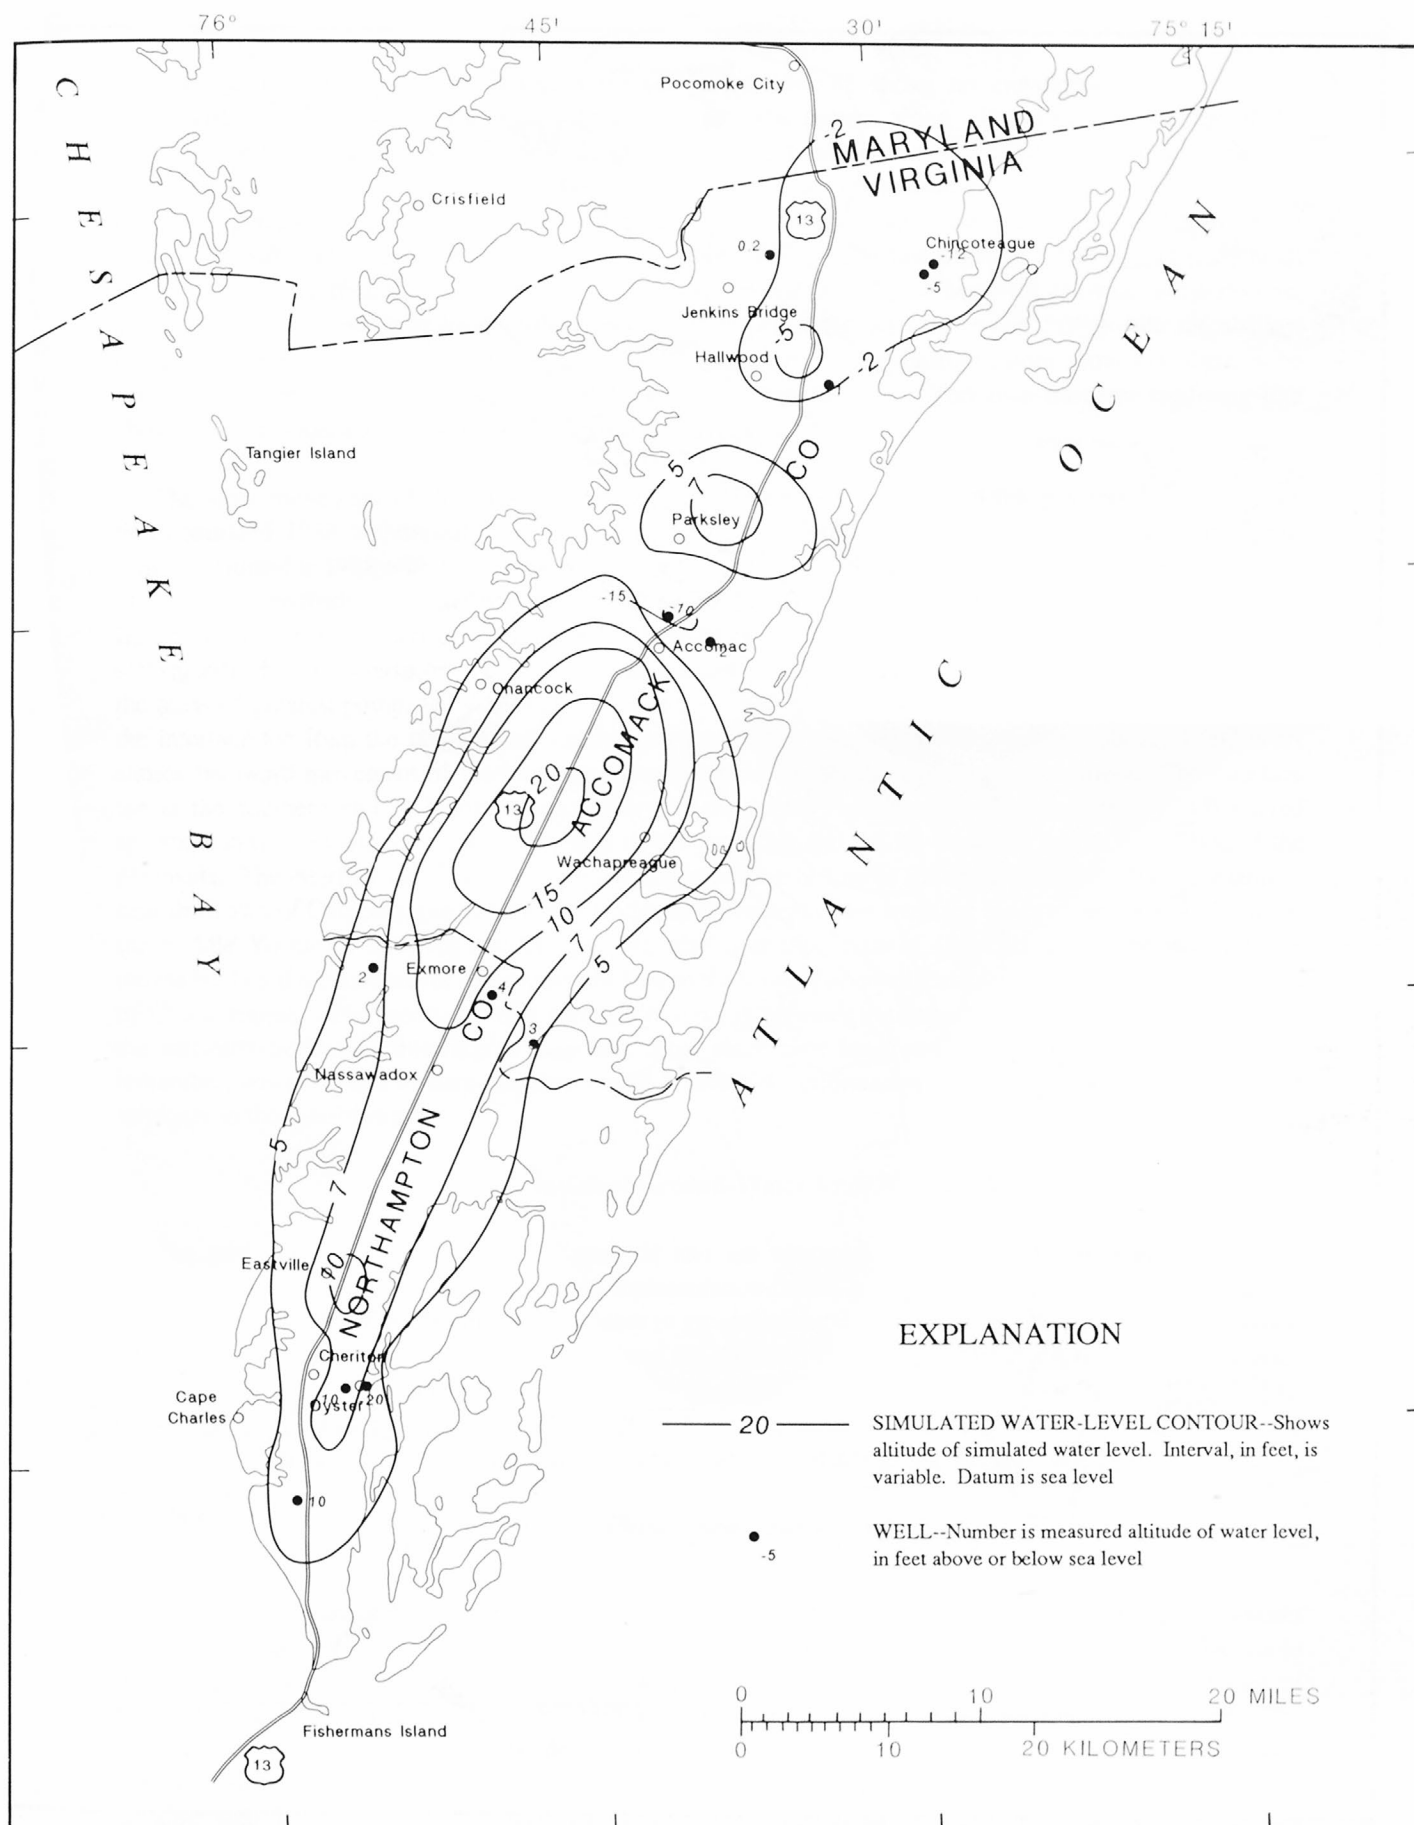 76° 45' 30' 75° 15'
CHESAPEAKE BAY
Pocomoke City
-2
MARYLAND
VIRGINIA
Crisfield
13
0.2
Chincoteague
-12
-5
Jenkins Bridge
-5
Hallwood
-2
ATLANTIC OCEAN
Tangier Island
CO
5
7
Parksley
-15
-10
Accomac
2
Onancock
ACCOMACK
20
13
Wachapreague
15
10
7
5
2
Exmore
4
CO
3
Nassawadox
5
7
NORTHAMPTON
Eastville
10
Cheriton
Cape
Charles
10
20
Oyster
10
EXPLANATION
20
SIMULATED WATER-LEVEL CONTOUR--Shows
altitude of simulated water level. Interval, in feet, is
variable. Datum is sea level
WELL--Number is measured altitude of water level,
in feet above or below sea level
-5
0 10 20 MILES
0 10 20 KILOMETERS
Fishermans Island
13